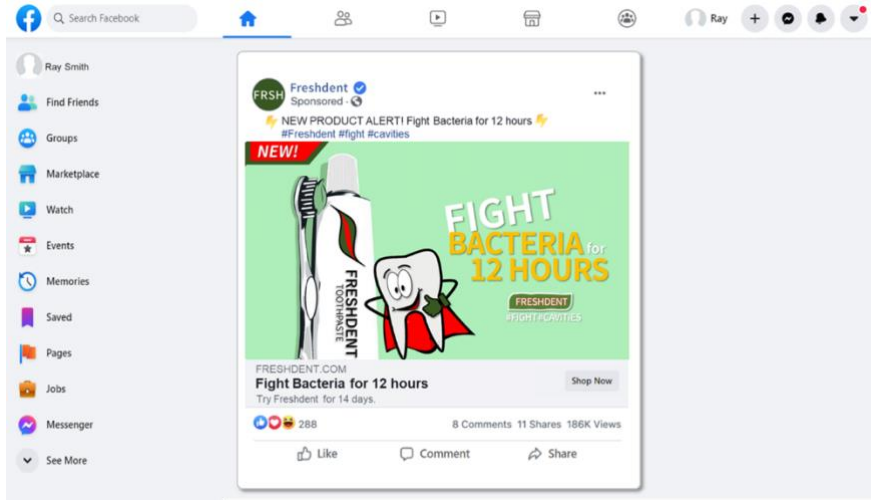 Search Facebook
Ray
Ray Smith
Find Friends
Groups
Marketplace
Watch
Events
Memories
Saved
Pages
Jobs
Messenger
See More
FRSH
Freshdent
Sponsored ·
NEW PRODUCT ALERT! Fight Bacteria for 12 hours
#Freshdent #fight #cavities
NEW!
FRESHDENT
TOOTHPASTE
FIGHT
BACTERIA for
12 HOURS
FRESHDENT
#FIGHT#CAVITIES
FRESHDENT.COM
Fight Bacteria for 12 hours
Try Freshdent for 14 days.
Shop Now
288
8 Comments 11 Shares 186K Views
Like
Comment
Share